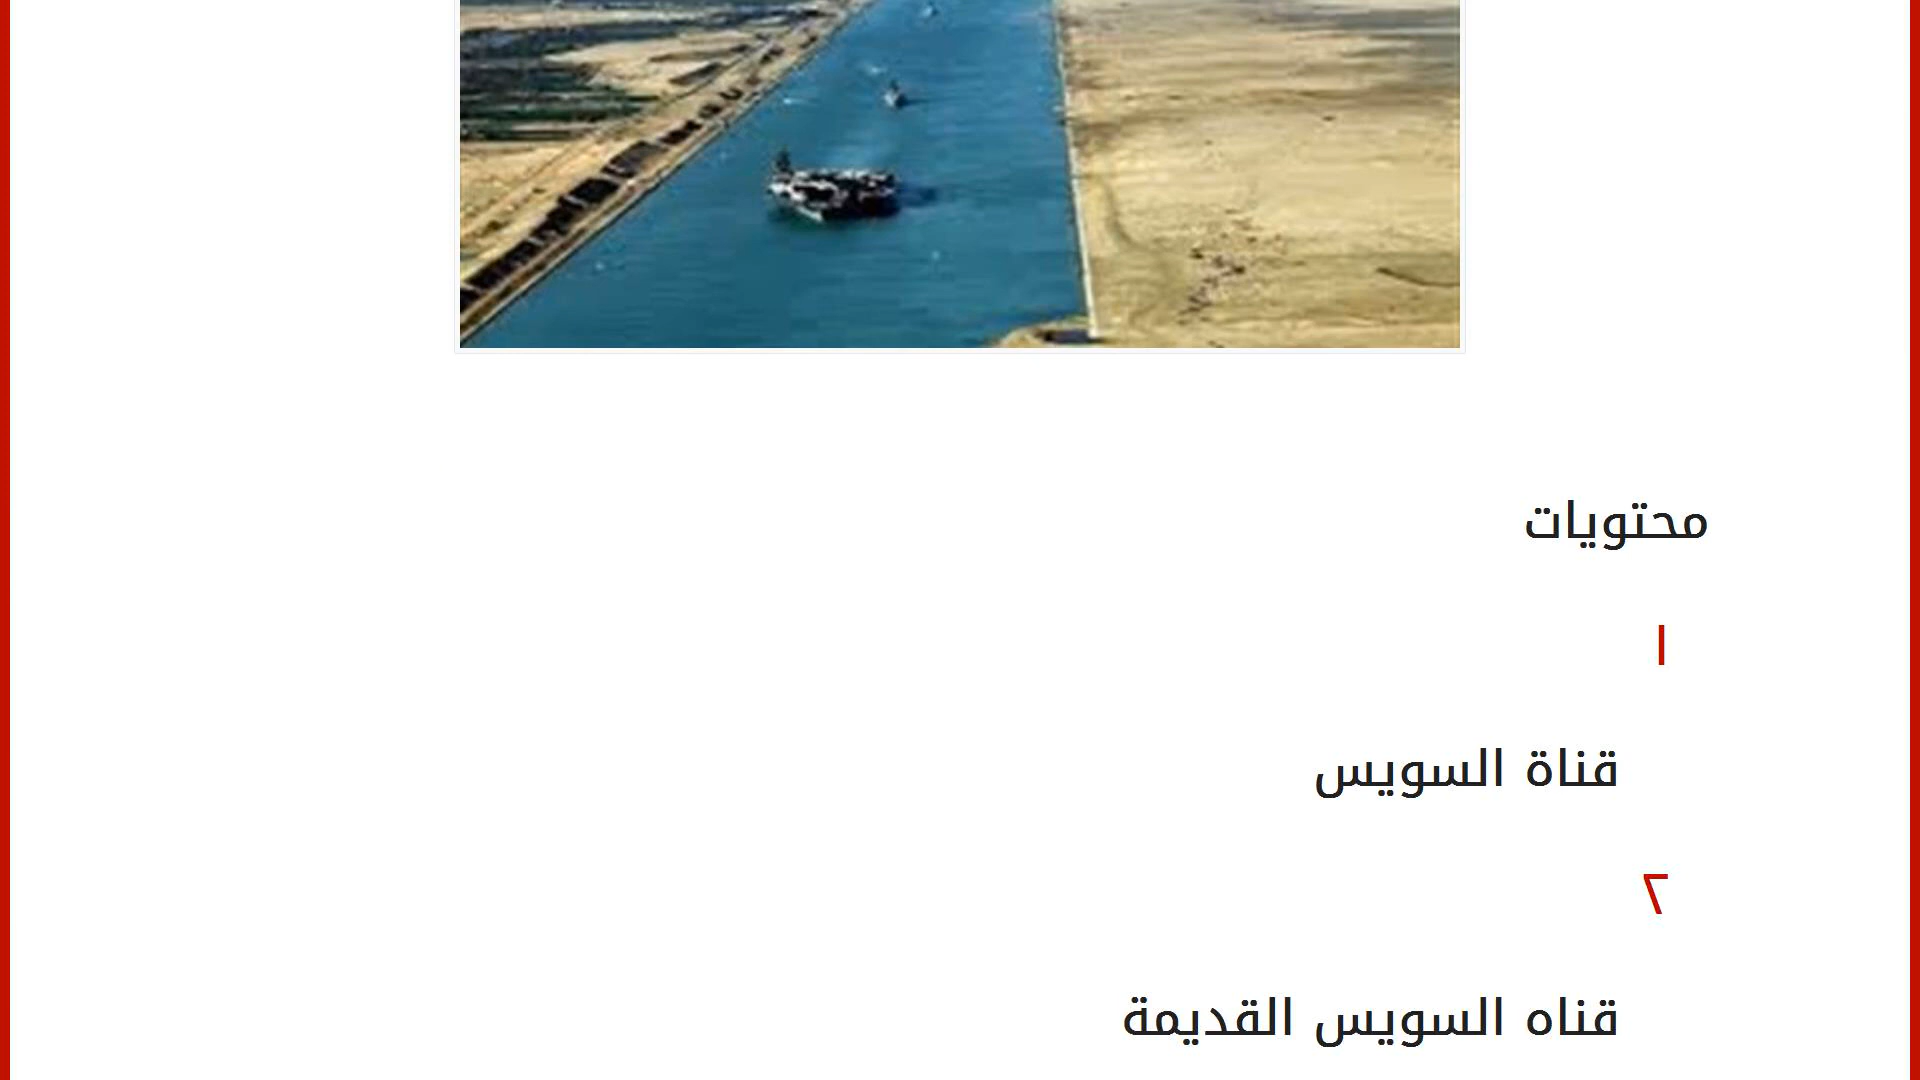 محتويات
١
قناة السويس
٢
قناه السويس القديمة